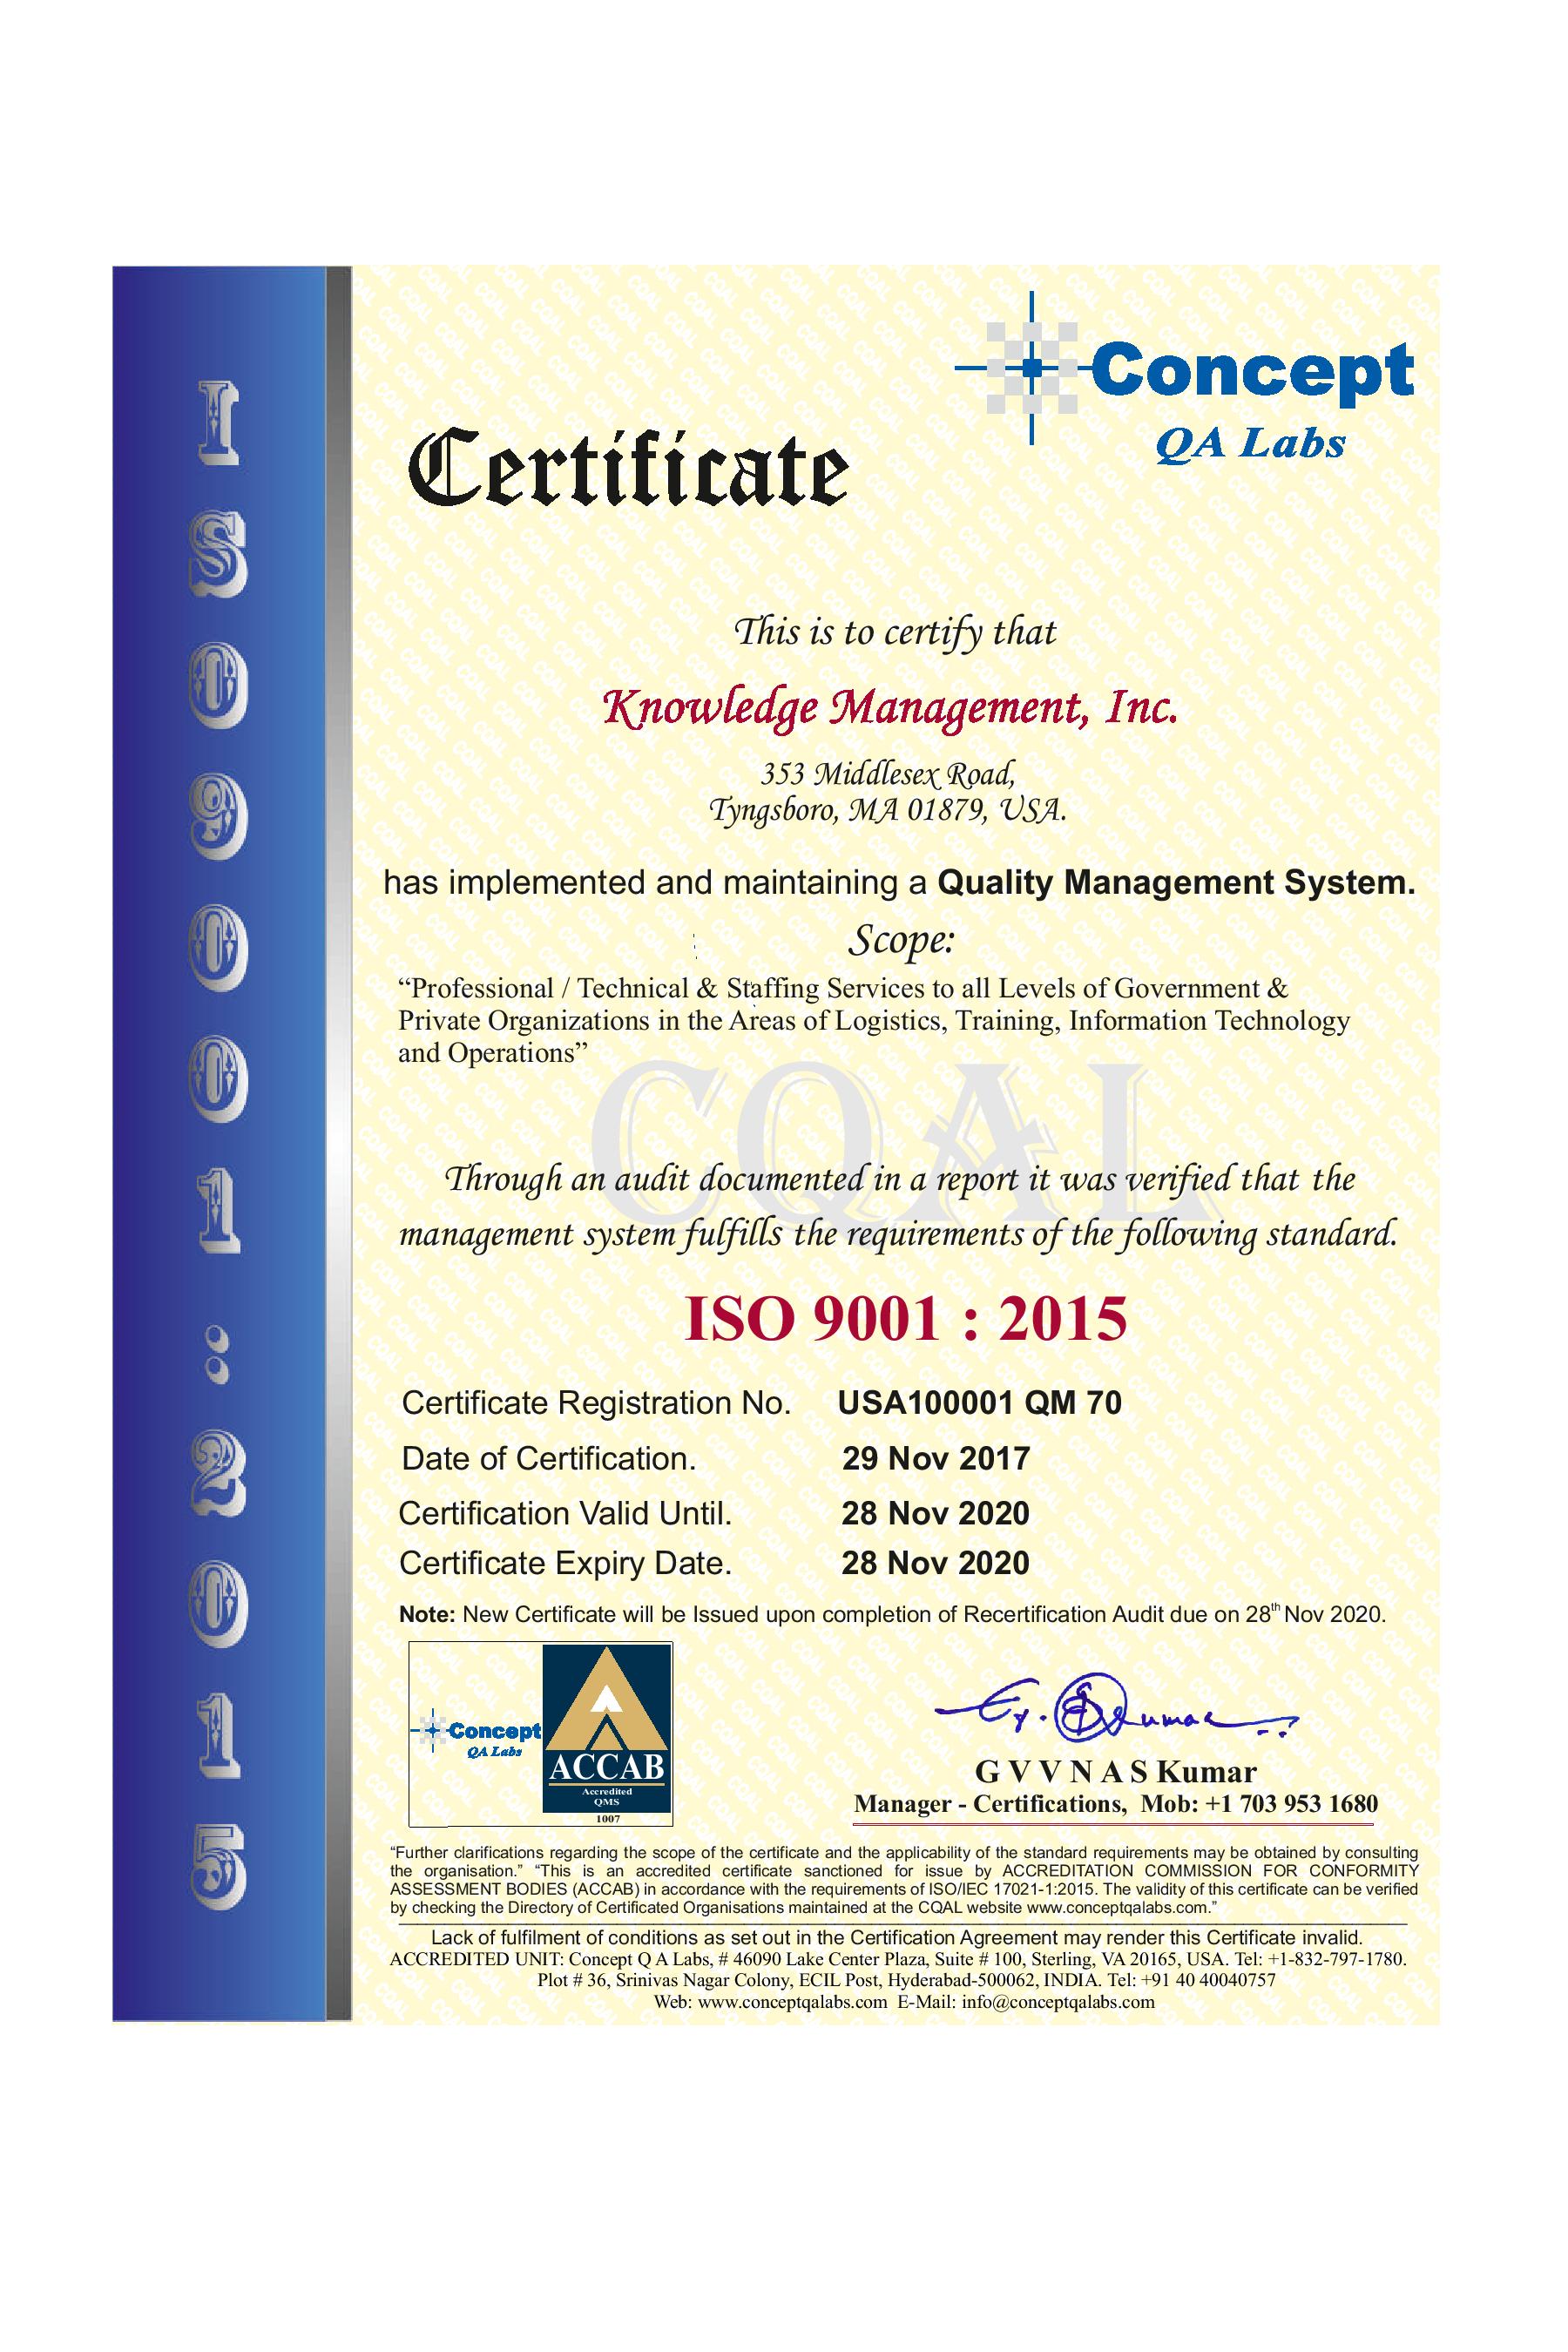 ISO9001:2015
Concept
QA Labs
Certificate
This is to certify that
Knowledge Management, Inc.
353 Middlesex Road,
Tyngsboro, MA 01879, USA.
has implemented and maintaining a Quality Management System.
Scope:
“Professional / Technical & Staffing Services to all Levels of Government &
Private Organizations in the Areas of Logistics, Training, Information Technology
and Operations”
CQAL
Through an audit documented in a report it was verified that the
management system fulfills the requirements of the following standard.
ISO 9001 : 2015
Certificate Registration No. USA100001 QM 70
Date of Certification. 29 Nov 2017
Certification Valid Until. 28 Nov 2020
Certificate Expiry Date. 28 Nov 2020
Note: New Certificate will be Issued upon completion of Recertification Audit due on 28th Nov 2020.
Concept
QA Labs
ACCAB
Accredited
QMS
1007
G V V N A S Kumar
Manager - Certifications, Mob: +1 703 953 1680
“Further clarifications regarding the scope of the certificate and the applicability of the standard requirements may be obtained by consulting
the organisation.” “This is an accredited certificate sanctioned for issue by ACCREDITATION COMMISSION FOR CONFORMITY
ASSESSMENT BODIES (ACCAB) in accordance with the requirements of ISO/IEC 17021-1:2015. The validity of this certificate can be verified
by checking the Directory of Certificated Organisations maintained at the CQAL website www.conceptqalabs.com.”
Lack of fulfilment of conditions as set out in the Certification Agreement may render this Certificate invalid.
ACCREDITED UNIT: Concept Q A Labs, # 46090 Lake Center Plaza, Suite # 100, Sterling, VA 20165, USA. Tel: +1-832-797-1780.
Plot # 36, Srinivas Nagar Colony, ECIL Post, Hyderabad-500062, INDIA. Tel: +91 40 40040757
Web: www.conceptqalabs.com E-Mail: info@conceptqalabs.com